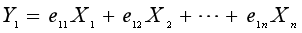 Y₁ = e₁₁X₁ + e₁₂X₂ + ⋯ + e₁ₙXₙ